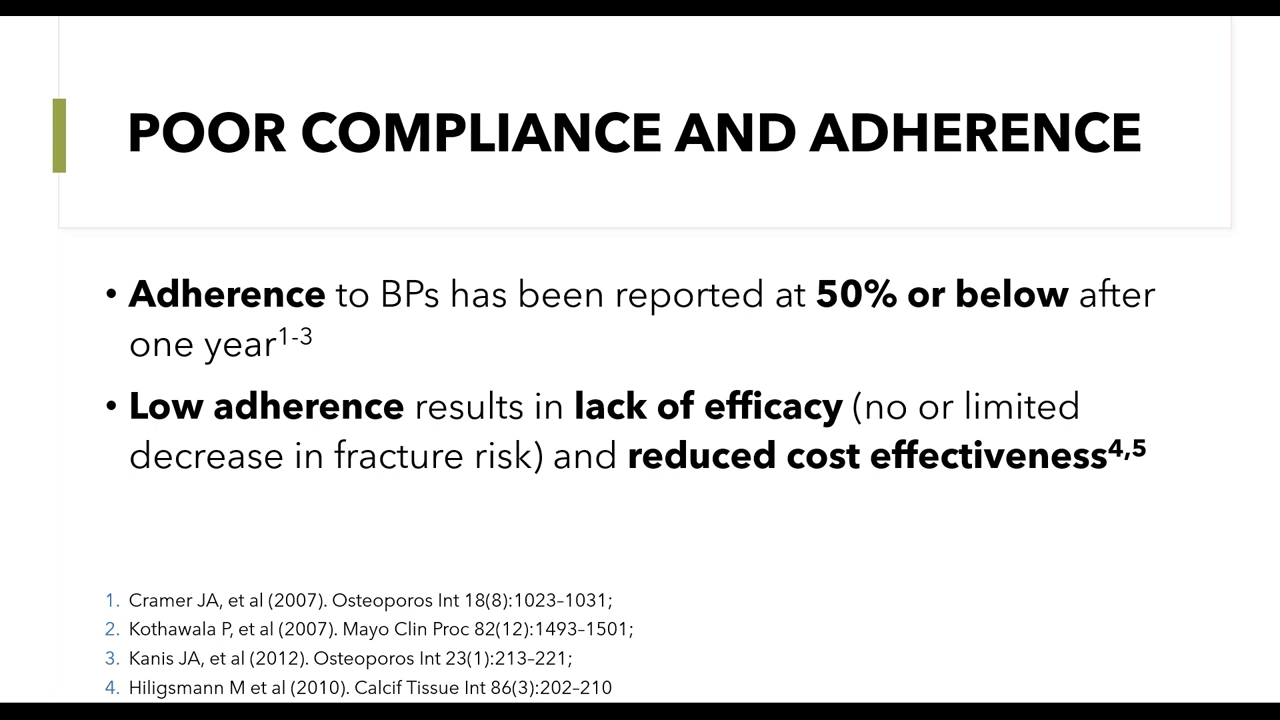 POOR COMPLIANCE AND ADHERENCE
• Adherence to BPs has been reported at 50% or below after
one year1-3
• Low adherence results in lack of efficacy (no or limited
decrease in fracture risk) and reduced cost effectiveness4,5
1. Cramer JA, et al (2007). Osteoporos Int 18(8):1023–1031;
2. Kothawala P, et al (2007). Mayo Clin Proc 82(12):1493–1501;
3. Kanis JA, et al (2012). Osteoporos Int 23(1):213–221;
4. Hiligsmann M et al (2010). Calcif Tissue Int 86(3):202–210